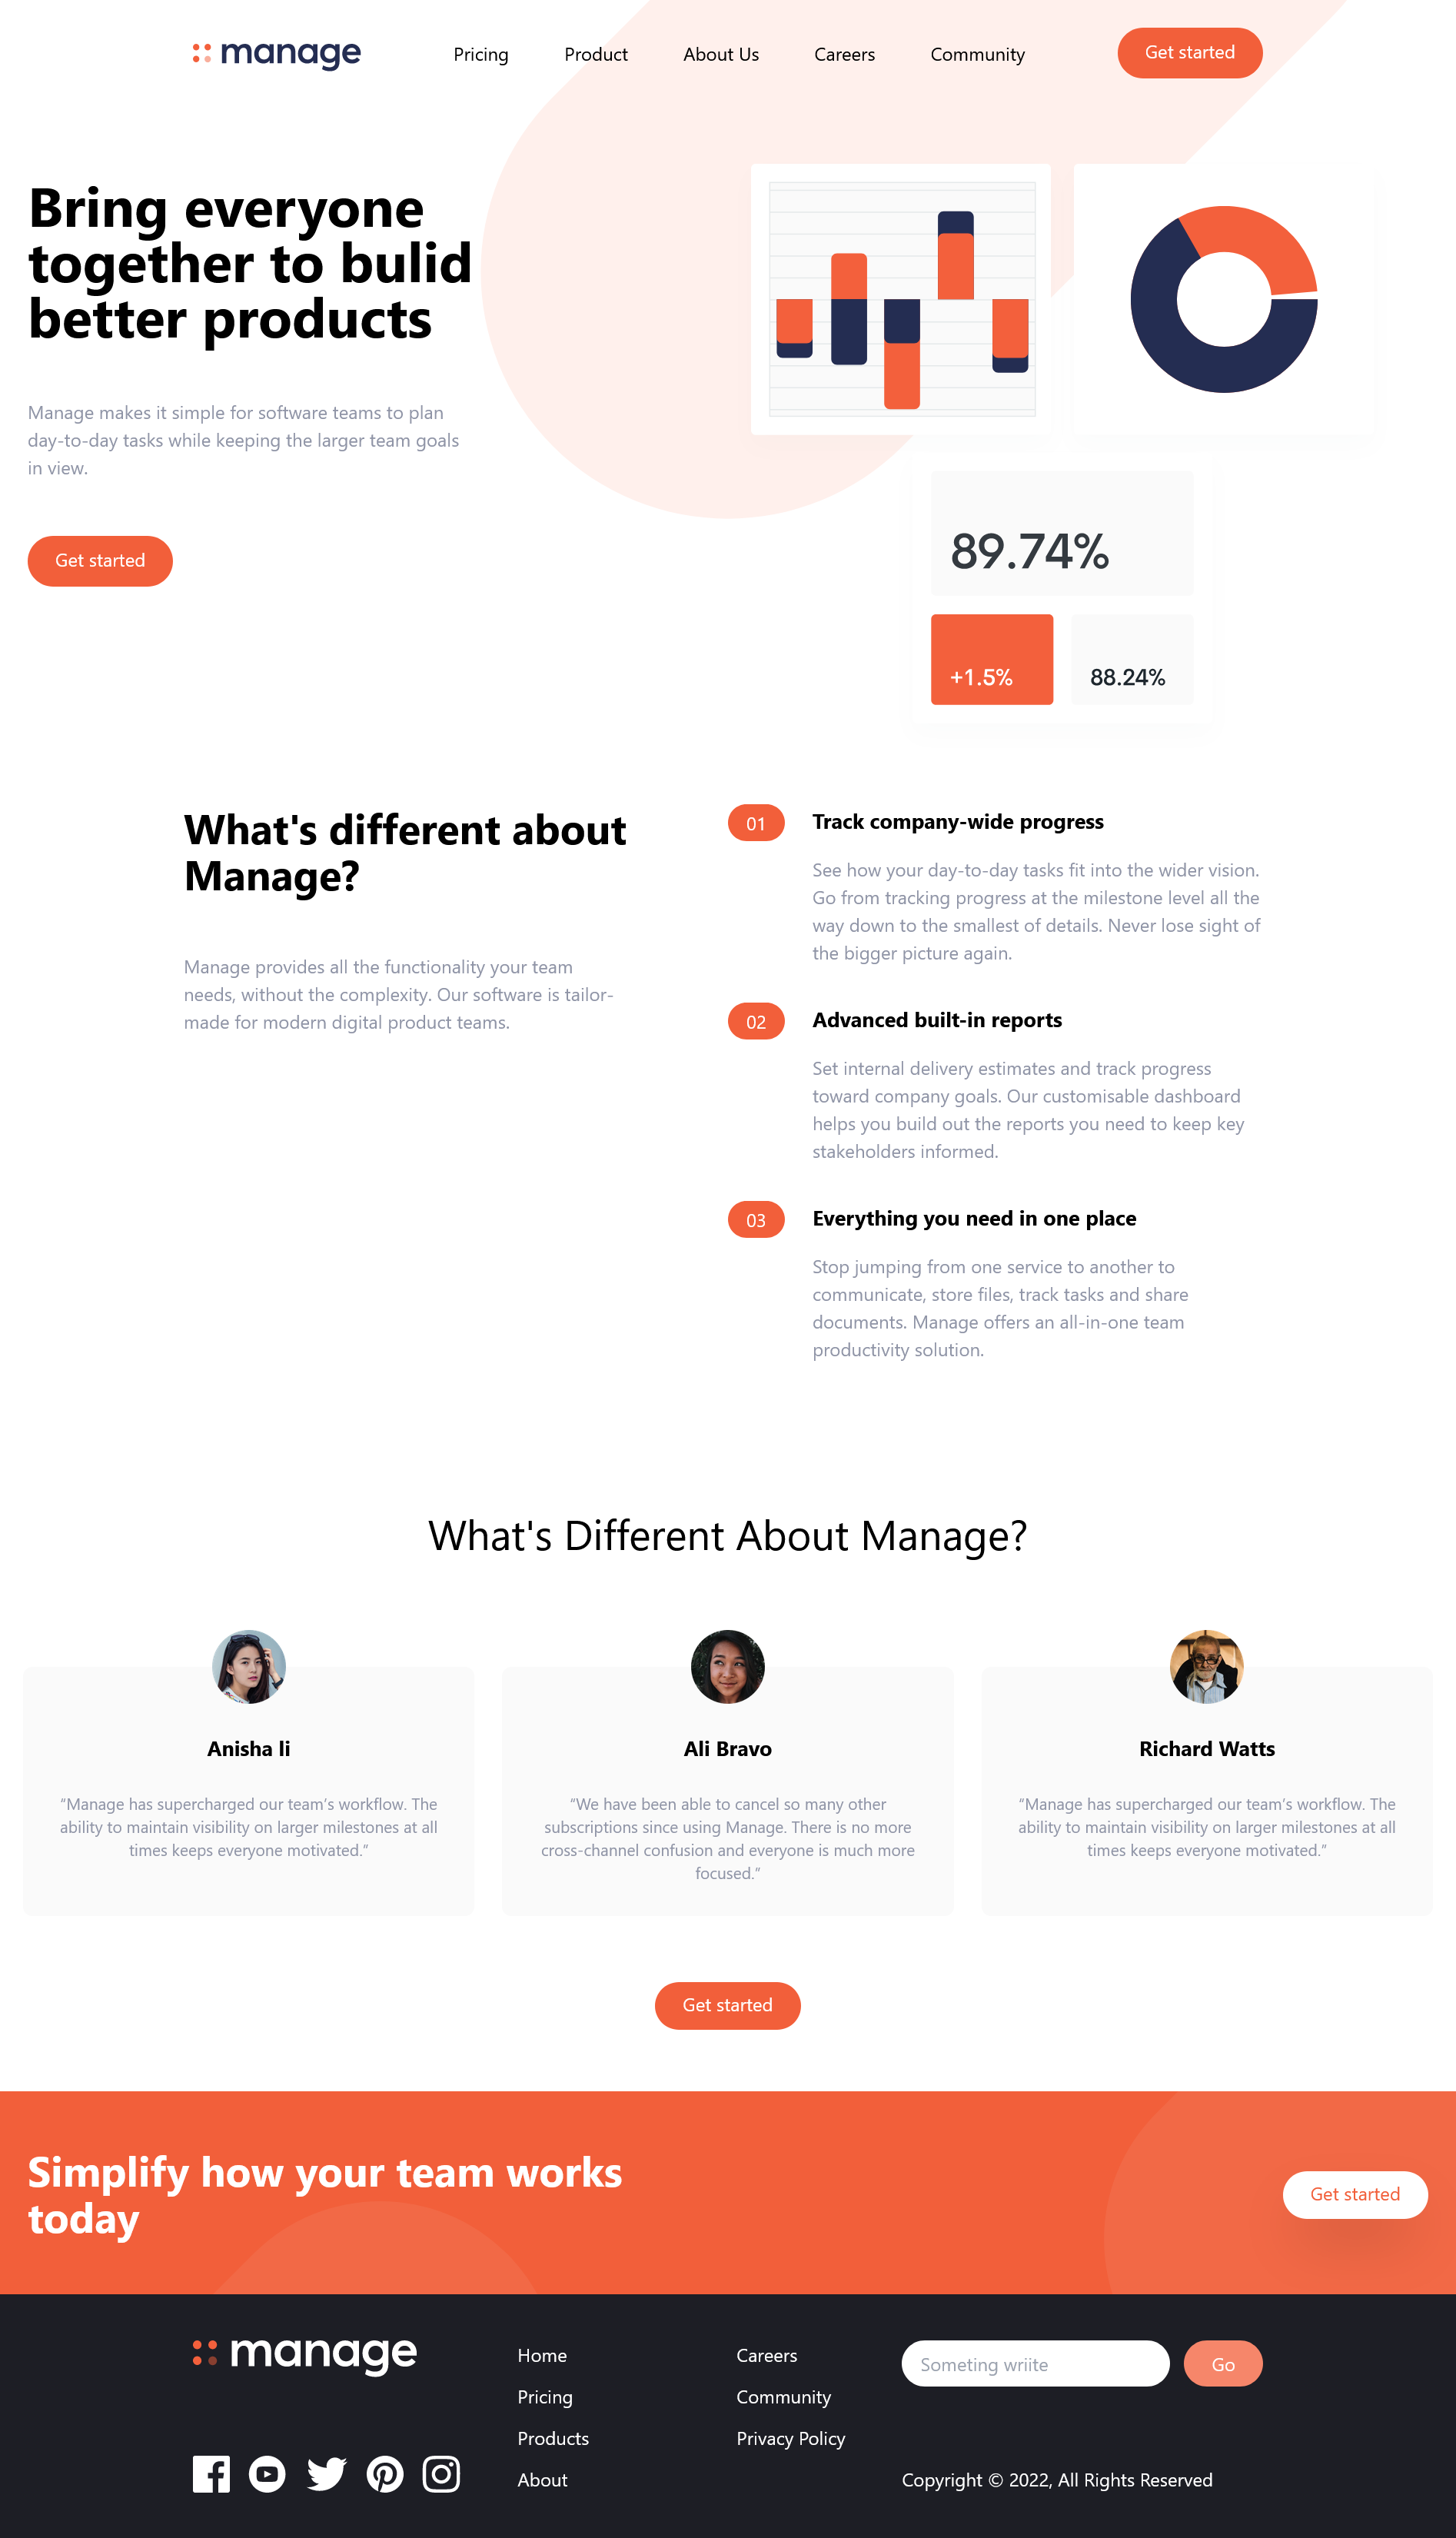 manage
Pricing
Product
About Us
Careers
Community
Get started
Bring everyone
together to bulid
better products
Manage makes it simple for software teams to plan
day-to-day tasks while keeping the larger team goals
in view.
Get started
89.74%
+1.5%
88.24%
What's different about
Manage?
Manage provides all the functionality your team
needs, without the complexity. Our software is tailor-
made for modern digital product teams.
01
Track company-wide progress
See how your day-to-day tasks fit into the wider vision.
Go from tracking progress at the milestone level all the
way down to the smallest of details. Never lose sight of
the bigger picture again.
02
Advanced built-in reports
Set internal delivery estimates and track progress
toward company goals. Our customisable dashboard
helps you build out the reports you need to keep key
stakeholders informed.
03
Everything you need in one place
Stop jumping from one service to another to
communicate, store files, track tasks and share
documents. Manage offers an all-in-one team
productivity solution.
What's Different About Manage?
Anisha li
“Manage has supercharged our team’s workflow. The
ability to maintain visibility on larger milestones at all
times keeps everyone motivated.”
Ali Bravo
“We have been able to cancel so many other
subscriptions since using Manage. There is no more
cross-channel confusion and everyone is much more
focused.”
Richard Watts
“Manage has supercharged our team’s workflow. The
ability to maintain visibility on larger milestones at all
times keeps everyone motivated.”
Get started
Simplify how your team works
today
Get started
manage
Home
Pricing
Products
About
Careers
Community
Privacy Policy
Someting wriite
Go
Copyright © 2022, All Rights Reserved